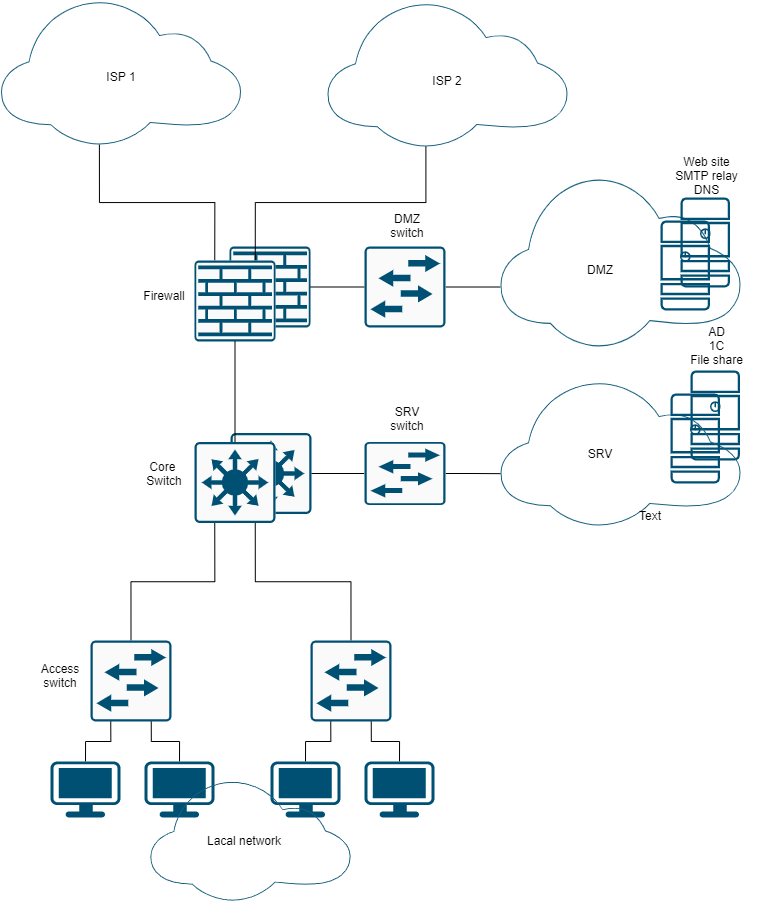 ISP 1
ISP 2
Web site
SMTP relay
DNS
DMZ
switch
DMZ
Firewall
AD
1C
File share
SRV
switch
SRV
Core
Switch
Text
Access
switch
Lacal network